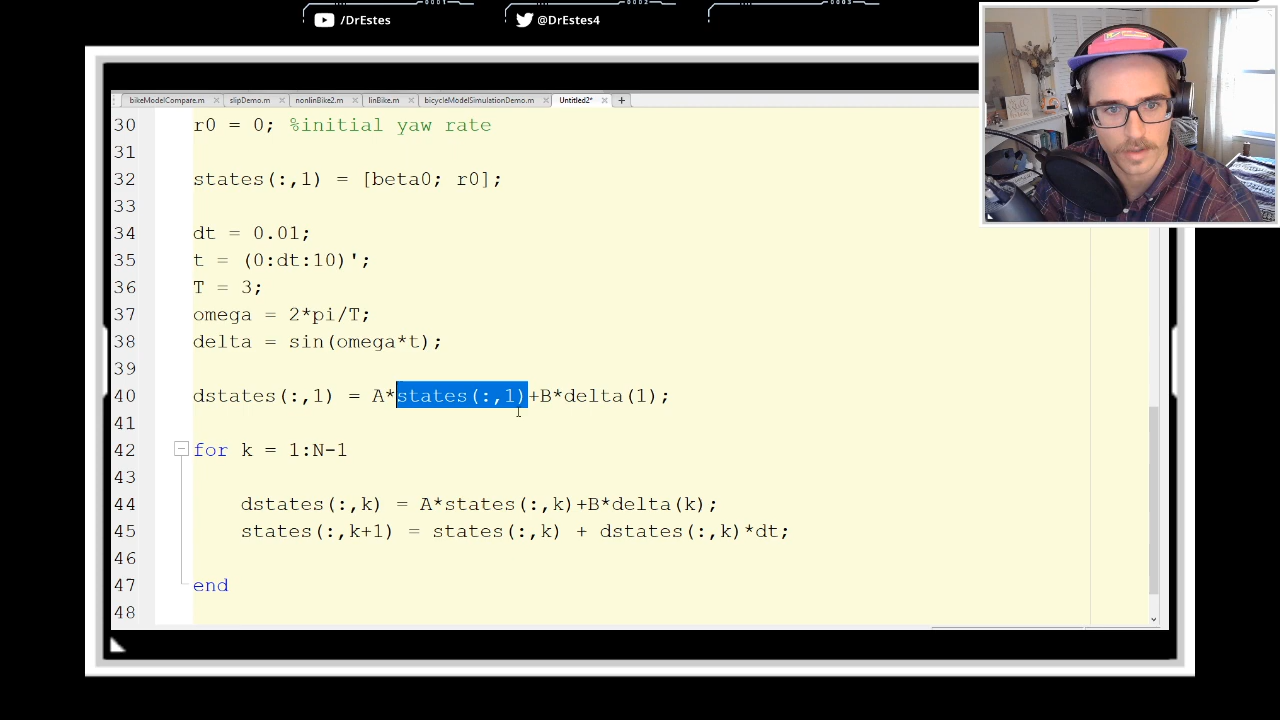 0001 0002 0003
/DrEstes @DrEstes4
bikeModelCompare.m slipDemo.m nonlinBike2.m linBike.m bicycleModelSimulationDemo.m Untitled2*
30 r0 = 0; %initial yaw rate
31
32 states(:,1) = [beta0; r0];
33
34 dt = 0.01;
35 t = (0:dt:10)';
36 T = 3;
37 omega = 2*pi/T;
38 delta = sin(omega*t);
39
40 dstates(:,1) = A*states(:,1)+B*delta(1);
41
42 for k = 1:N-1
43
44 dstates(:,k) = A*states(:,k)+B*delta(k);
45 states(:,k+1) = states(:,k) + dstates(:,k)*dt;
46
47 end
48